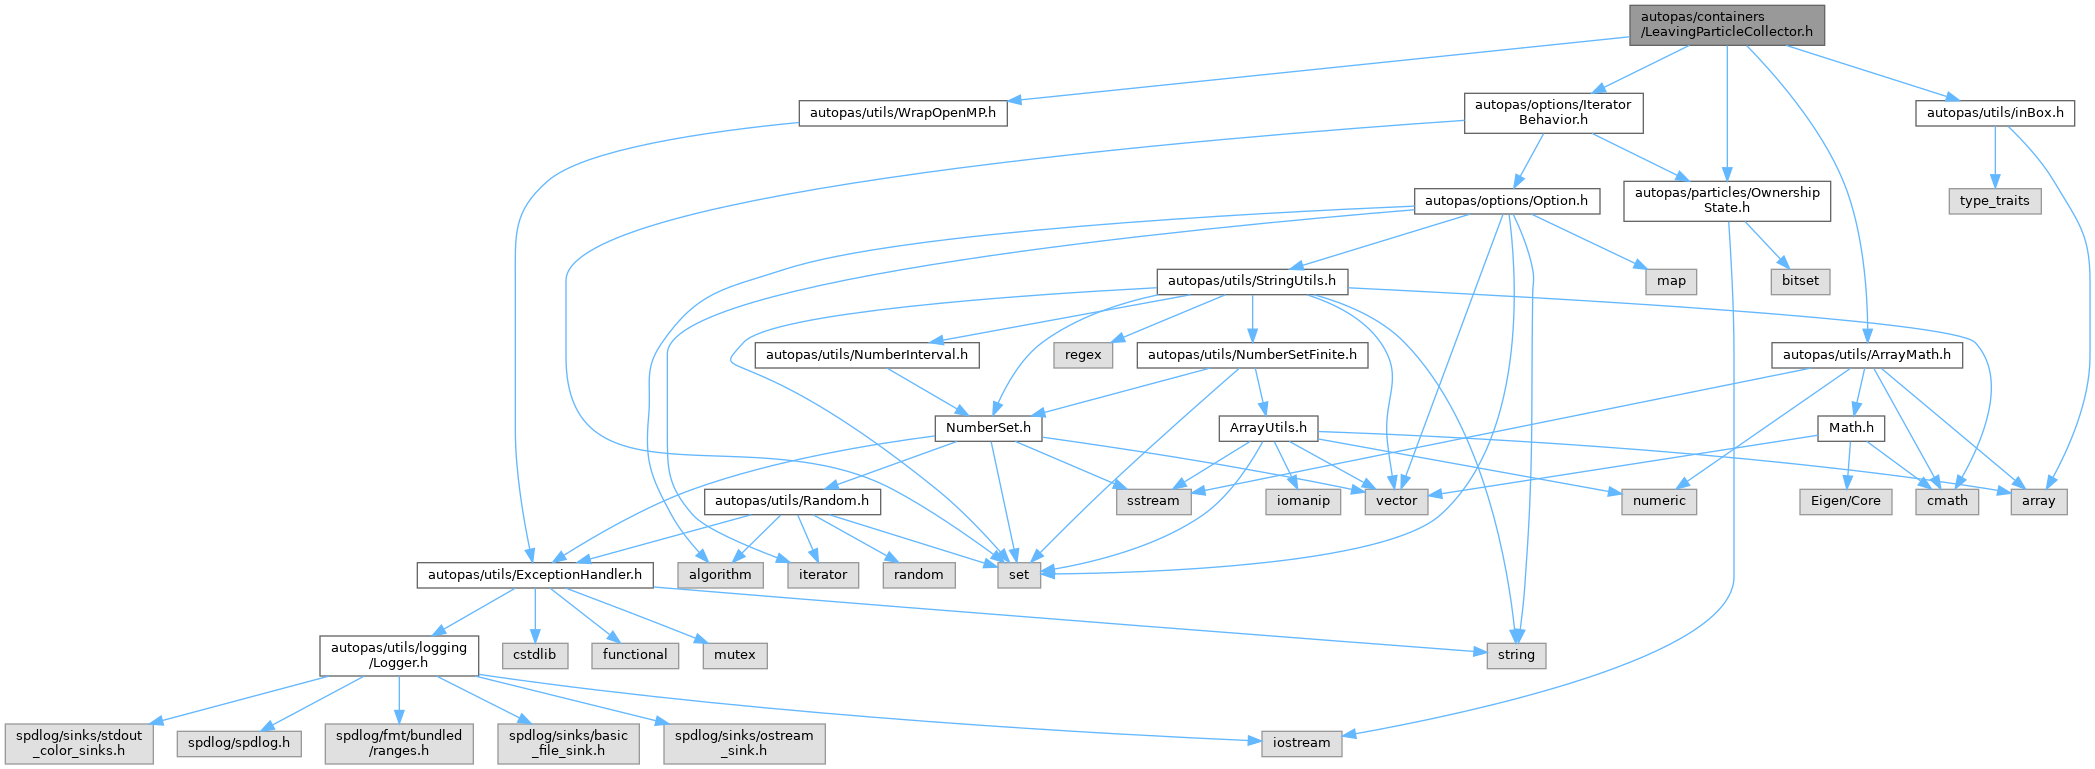 autopas/containers
/LeavingParticleCollector.h
autopas/utils/WrapOpenMP.h
autopas/options/Iterator
Behavior.h
autopas/utils/inBox.h
autopas/options/Option.h
autopas/particles/Ownership
State.h
type_traits
autopas/utils/StringUtils.h
map
bitset
autopas/utils/NumberInterval.h
regex
autopas/utils/NumberSetFinite.h
autopas/utils/ArrayMath.h
NumberSet.h
ArrayUtils.h
Math.h
autopas/utils/Random.h
sstream
iomanip
vector
numeric
Eigen/Core
cmath
array
autopas/utils/ExceptionHandler.h
algorithm
iterator
random
set
autopas/utils/logging
/Logger.h
cstdlib
functional
mutex
string
spdlog/sinks/stdout
_color_sinks.h
spdlog/spdlog.h
spdlog/fmt/bundled
/ranges.h
spdlog/sinks/basic
_file_sink.h
spdlog/sinks/ostream
_sink.h
iostream